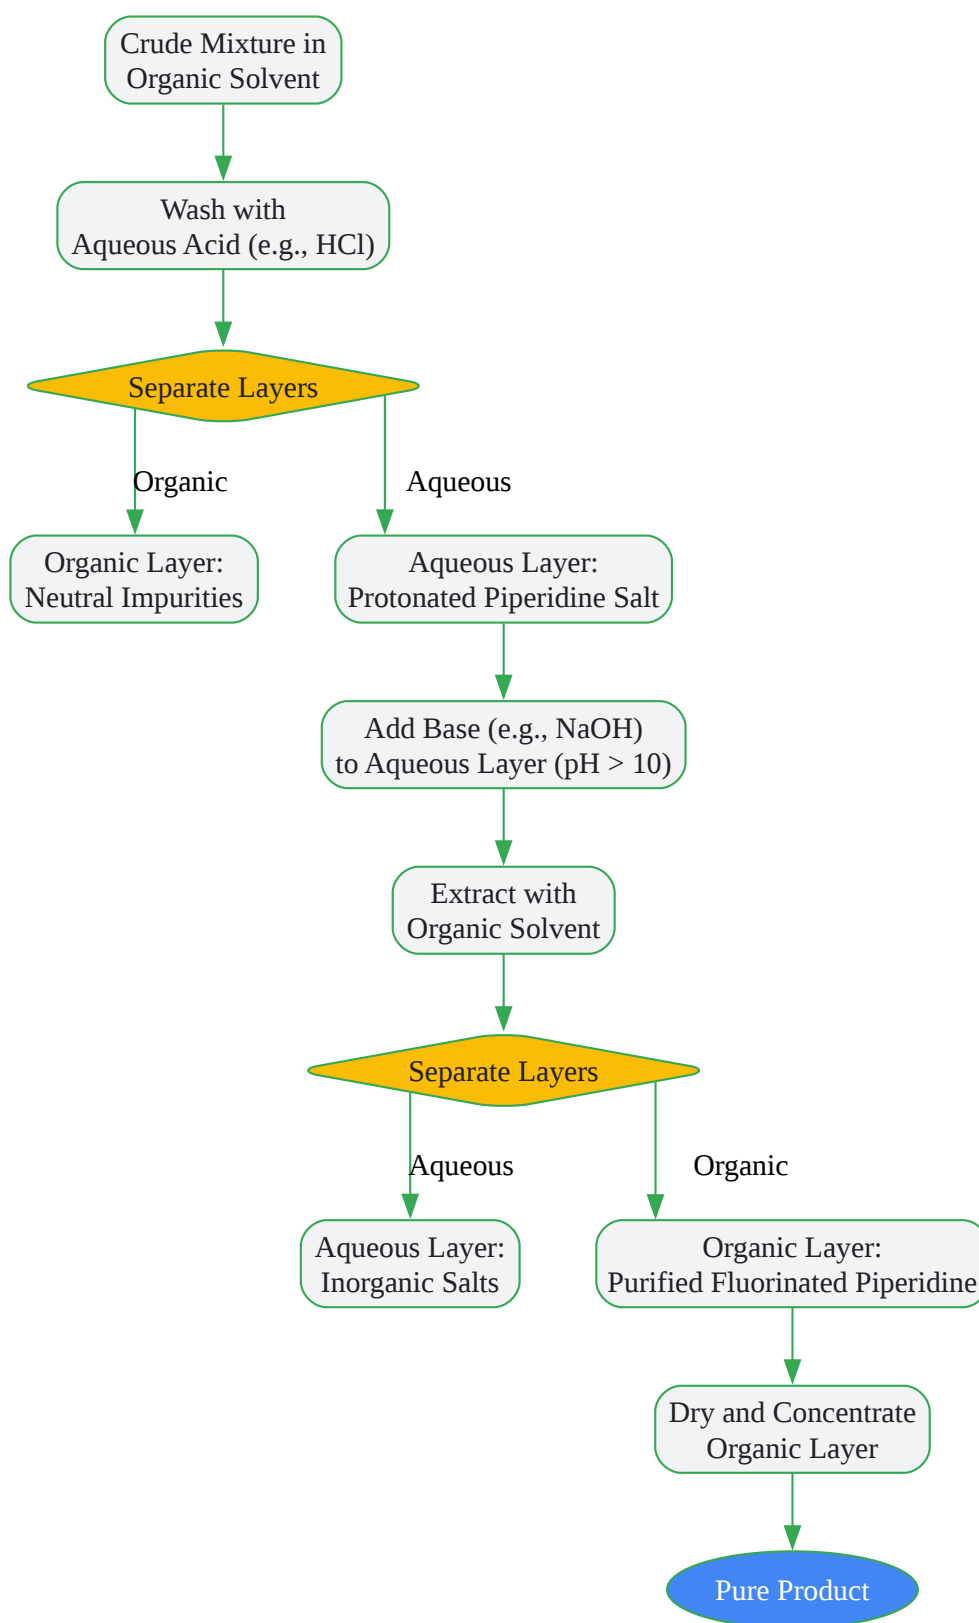 Crude Mixture in
Organic Solvent
Wash with
Aqueous Acid (e.g., HCl)
Separate Layers
Organic
Aqueous
Organic Layer:
Neutral Impurities
Aqueous Layer:
Protonated Piperidine Salt
Add Base (e.g., NaOH)
to Aqueous Layer (pH > 10)
Extract with
Organic Solvent
Separate Layers
Aqueous
Organic
Aqueous Layer:
Inorganic Salts
Organic Layer:
Purified Fluorinated Piperidine
Dry and Concentrate
Organic Layer
Pure Product